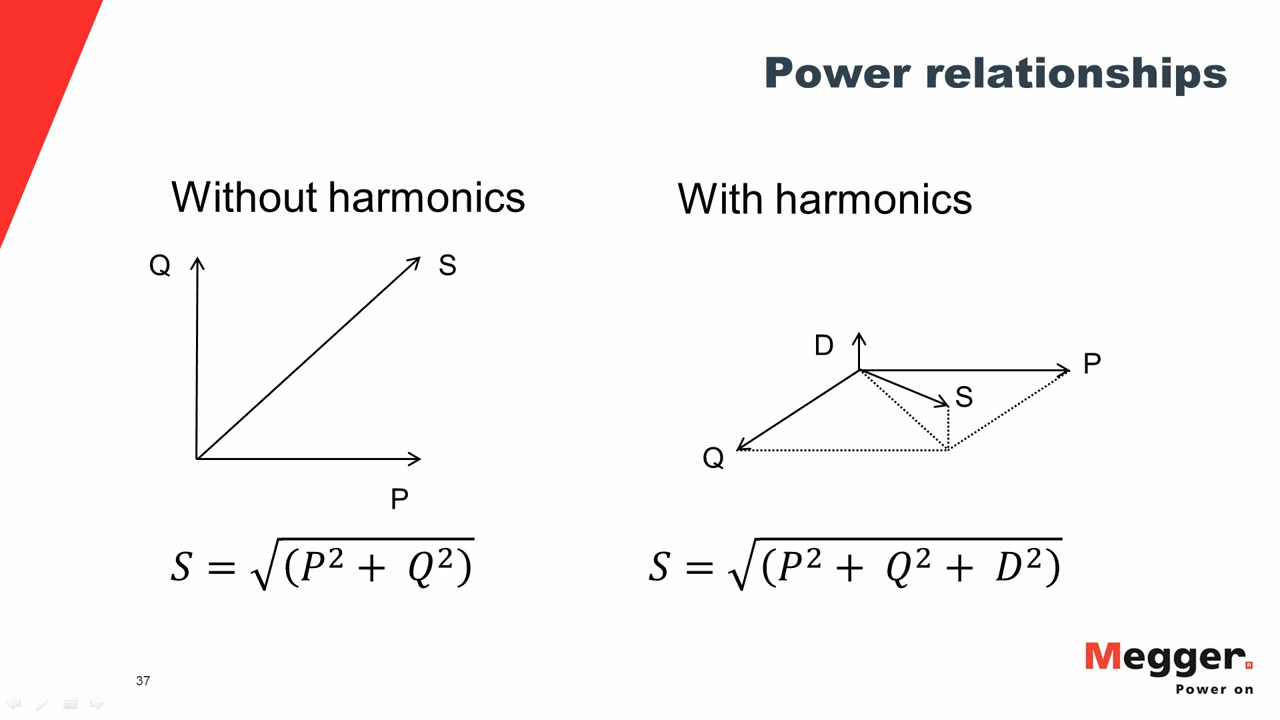 Power relationships
Without harmonics
Q
S
P
S = √(P² + Q²)
With harmonics
D
P
S
Q
S = √(P² + Q² + D²)
37
Megger.
Power on